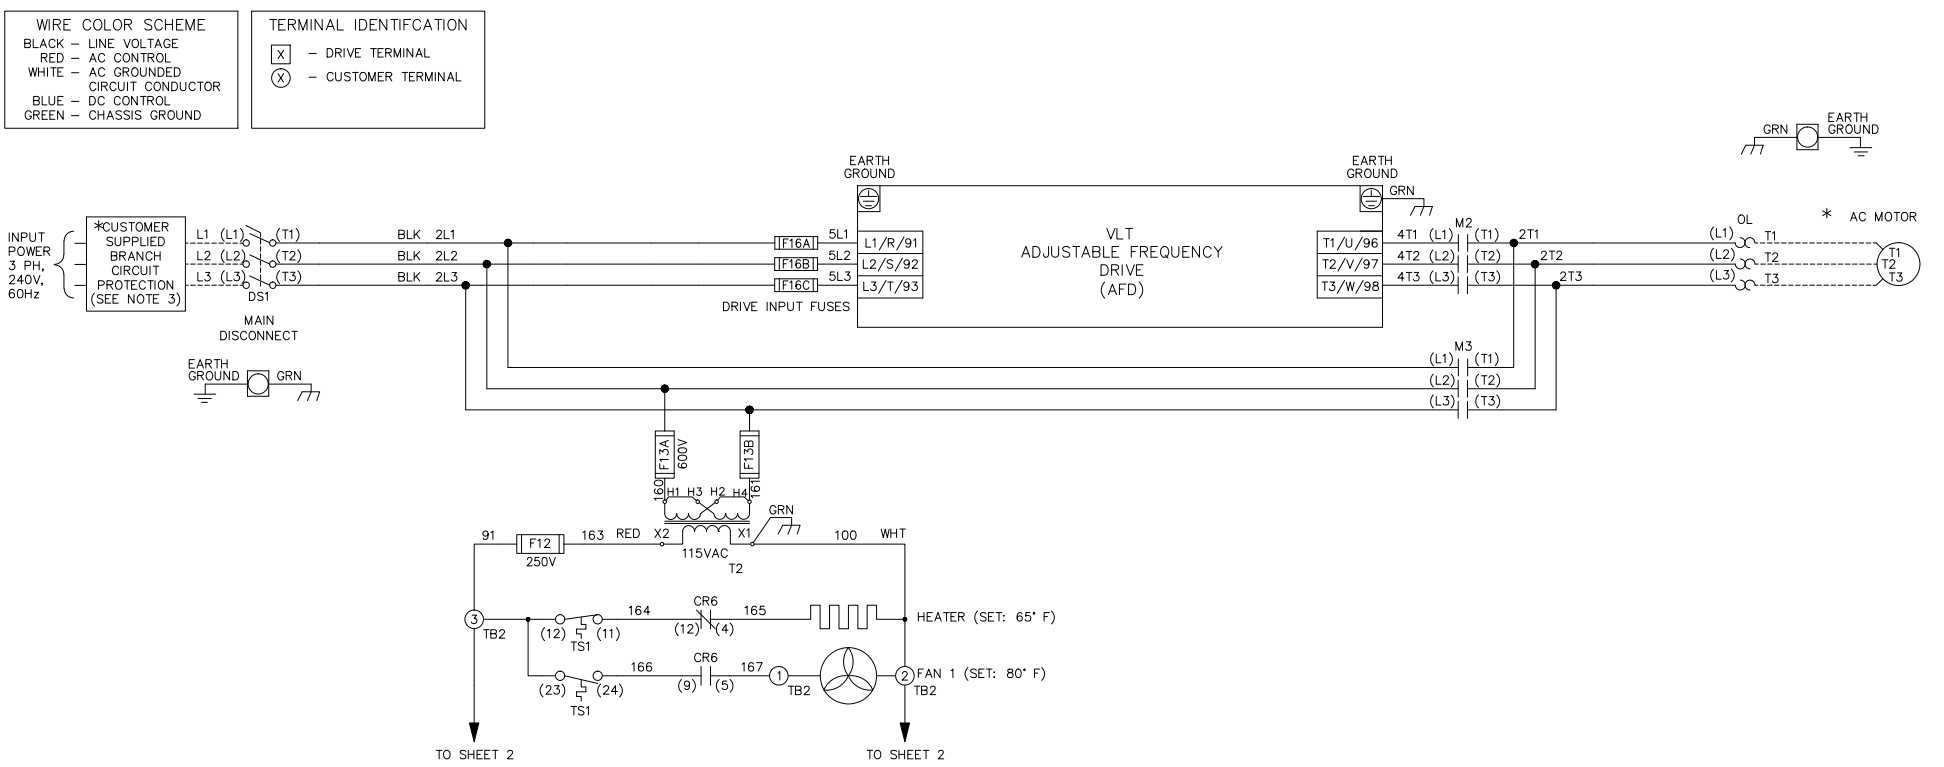 WIRE COLOR SCHEME
BLACK – LINE VOLTAGE
RED – AC CONTROL
WHITE – AC GROUNDED
CIRCUIT CONDUCTOR
BLUE – DC CONTROL
GREEN – CHASSIS GROUND
TERMINAL IDENTIFCATION
X – DRIVE TERMINAL
X – CUSTOMER TERMINAL
GRN
EARTH
GROUND
INPUT
POWER
3 PH,
240V,
60Hz
*CUSTOMER
SUPPLIED
BRANCH
CIRCUIT
PROTECTION
(SEE NOTE 3)
L1 (L1) (T1)
L2 (L2) (T2)
L3 (L3) (T3)
DS1
MAIN
DISCONNECT
EARTH
GROUND
GRN
BLK 2L1
BLK 2L2
BLK 2L3
F16A 5L1
F16B 5L2
F16C 5L3
DRIVE INPUT FUSES
EARTH
GROUND
L1/R/91
L2/S/92
L3/T/93
VLT
ADJUSTABLE FREQUENCY
DRIVE
(AFD)
EARTH
GROUND
GRN
T1/U/96
T2/V/97
T3/W/98
M2
4T1 (L1) (T1) 2T1
4T2 (L2) (T2) 2T2
4T3 (L3) (T3) 2T3
M3
(L1) (T1)
(L2) (T2)
(L3) (T3)
OL
(L1) T1
(L2) T2
(L3) T3
* AC MOTOR
T1
T2
T3
F13A
600V
F13B
160
161
H1 H3 H2 H4
GRN
91
F12
250V
163 RED X2
X1
115VAC
T2
100 WHT
3
TB2
(12) (11)
TS1
164
CR6
(12) (4)
165
HEATER (SET: 65° F)
(23) (24)
TS1
166
CR6
(9) (5)
167
1
TB2
2
TB2
FAN 1 (SET: 80° F)
TO SHEET 2
TO SHEET 2